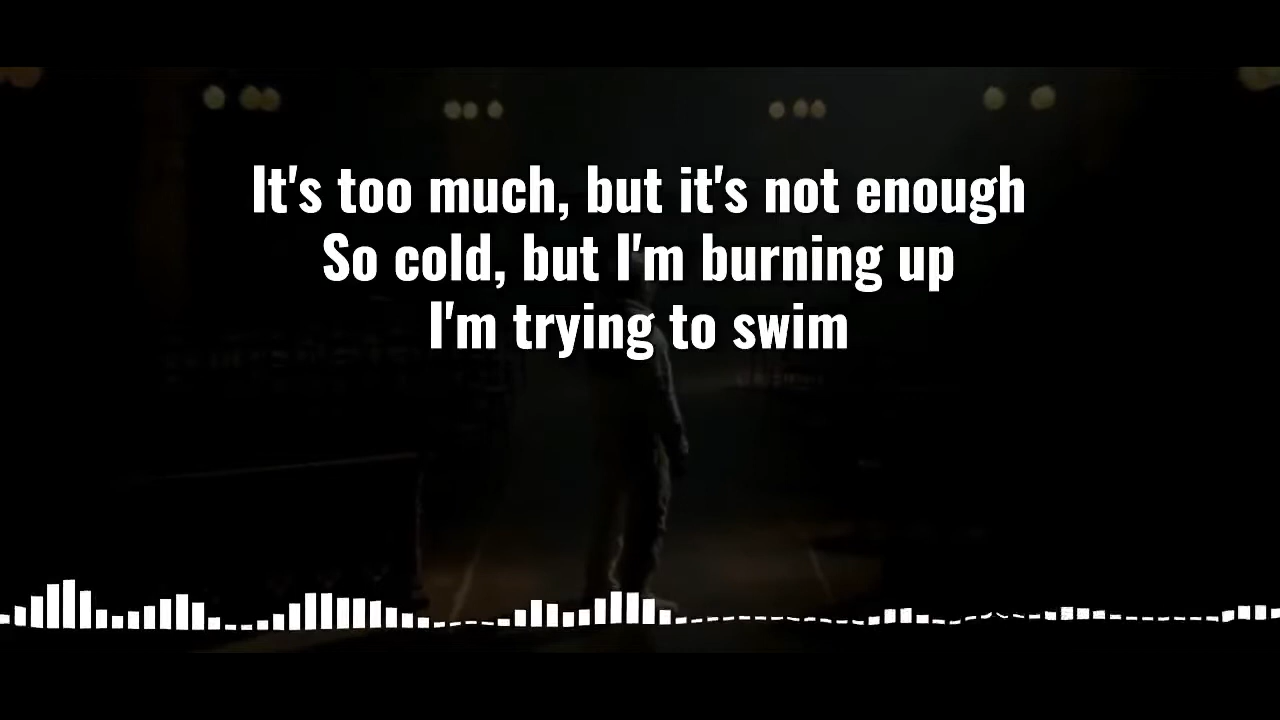 It's too much, but it's not enough
So cold, but I'm burning up
I'm trying to swim